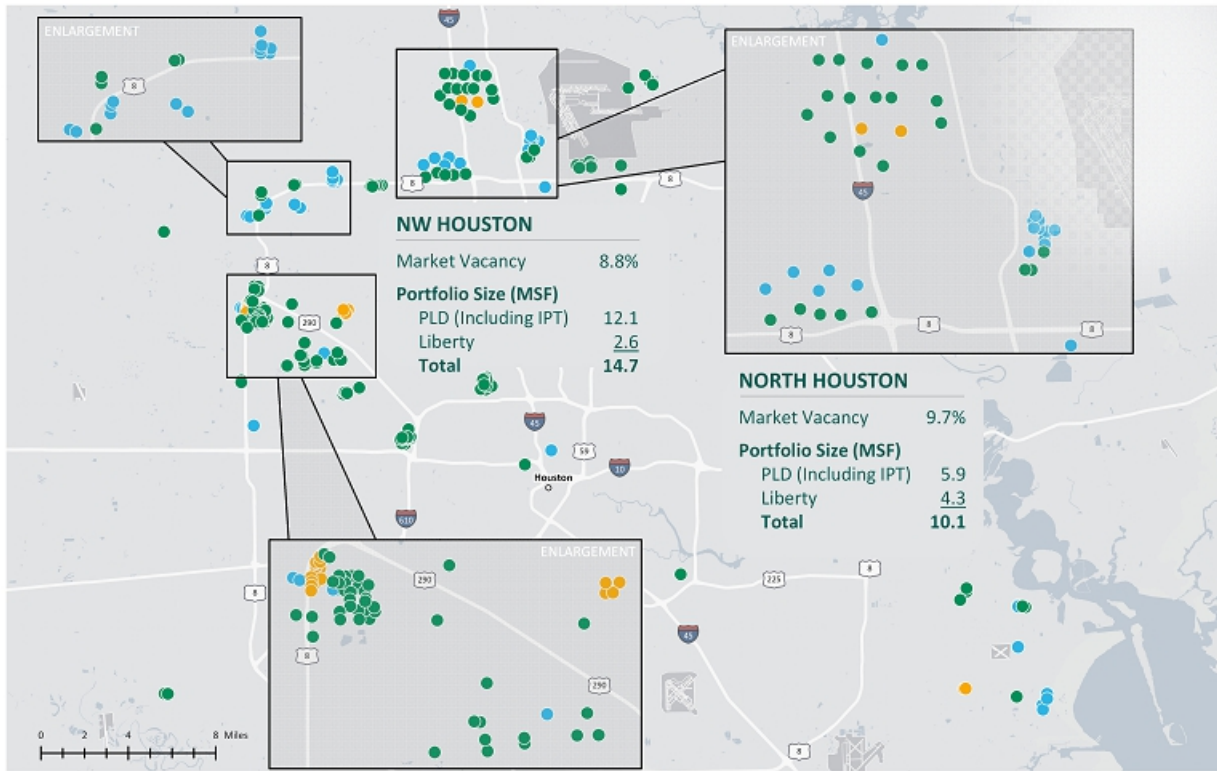 ENLARGEMENT
8
45
8
8
ENLARGEMENT
45
8
8
8
NW HOUSTON
Market Vacancy 8.8%
Portfolio Size (MSF)
PLD (Including IPT) 12.1
Liberty 2.6
Total 14.7
8
290
NORTH HOUSTON
Market Vacancy 9.7%
Portfolio Size (MSF)
PLD (Including IPT) 5.9
Liberty 4.3
Total 10.1
45
59
10
Houston
610
ENLARGEMENT
290
8
290
8
225
8
45
8
0 2 4 8 Miles